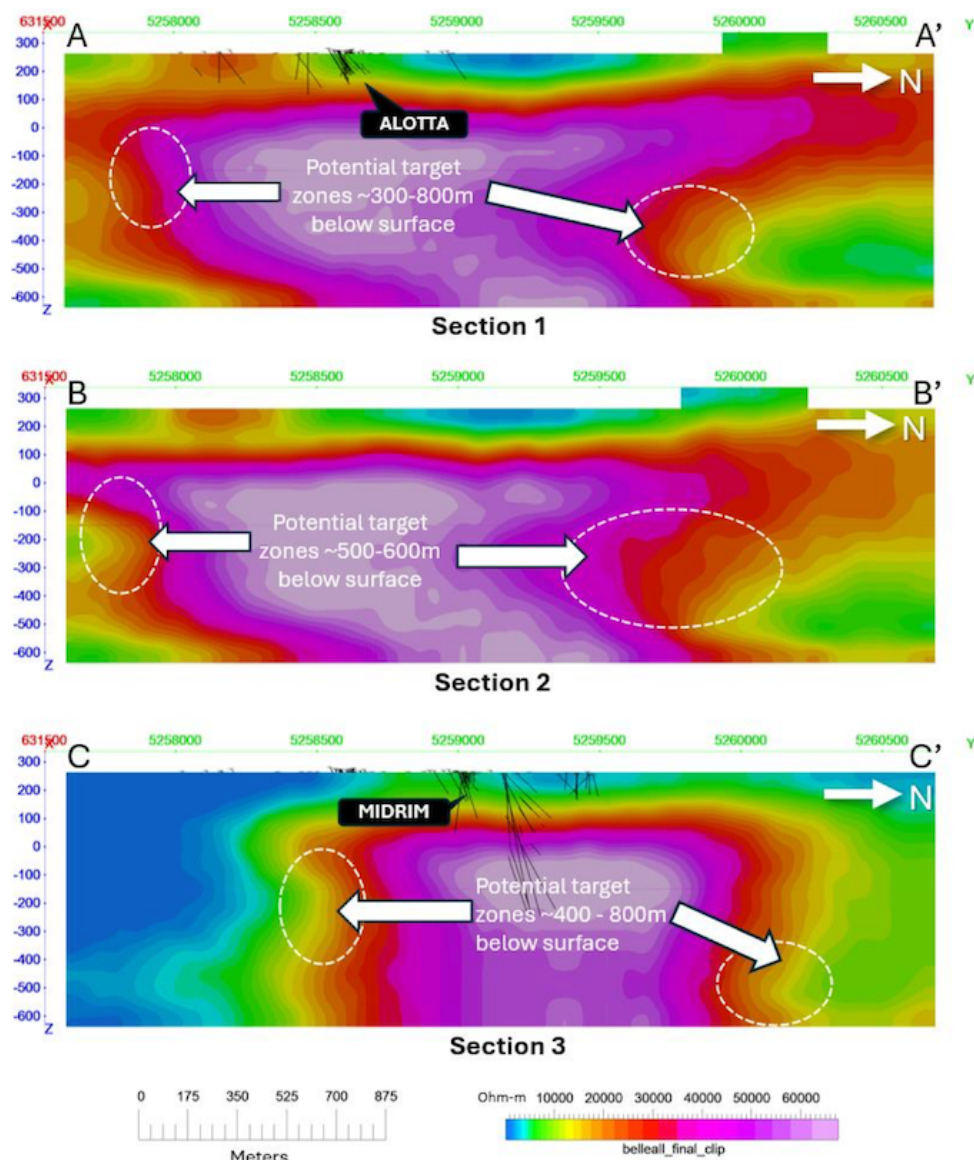 631500 5258000 5258500 5259000 5259500 5260000 5260500 Y
X
A A'
300
200
100
0
-100
-200
-300
-400
-500
-600
Z
N
ALOTTA
Potential target
zones ~300-800m
below surface
Section 1
631500 5258000 5258500 5259000 5259500 5260000 5260500 Y
X
B B'
300
200
100
0
-100
-200
-300
-400
-500
-600
Z
N
Potential target
zones ~500-600m
below surface
Section 2
631500 5258000 5258500 5259000 5259500 5260000 5260500 Y
X
C C'
300
200
100
0
-100
-200
-300
-400
-500
-600
Z
N
MIDRIM
Potential target
zones ~400 - 800m
below surface
Section 3
0 175 350 525 700 875
Meters
Ohm-m 10000 20000 30000 40000 50000 60000
belleall_final_clip